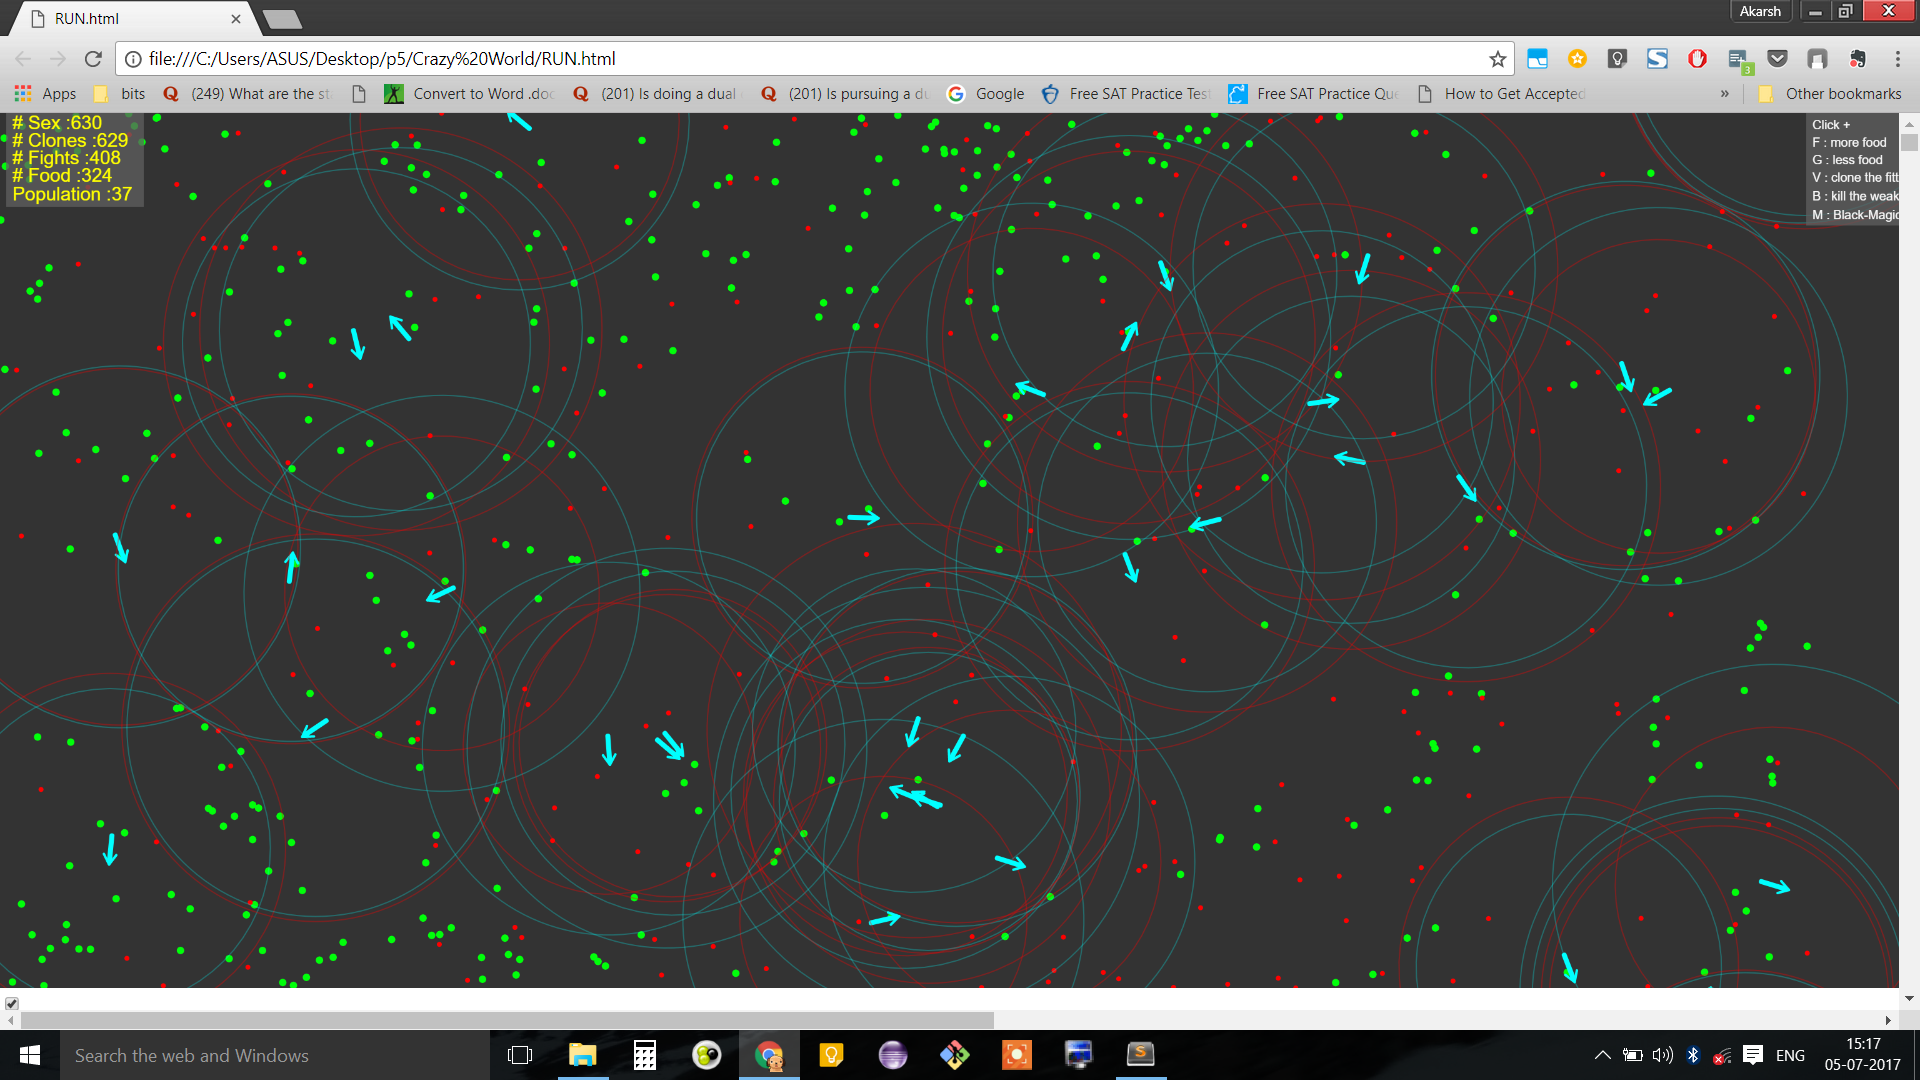 RUN.html
Akarsh
file:///C:/Users/ASUS/Desktop/p5/Crazy%20World/RUN.html
3
Apps
bits
(249) What are the sta
Convert to Word .doc
(201) Is doing a dual
(201) Is pursuing a du
Google
Free SAT Practice Test
Free SAT Practice Que
How to Get Accepted
»
Other bookmarks
# Sex :630
# Clones :629
# Fights :408
# Food :324
Population :37
Click +
F : more food
G : less food
V : clone the fitt
B : kill the weak
M : Black-Magic
Search the web and Windows
ENG
15:17
05-07-2017